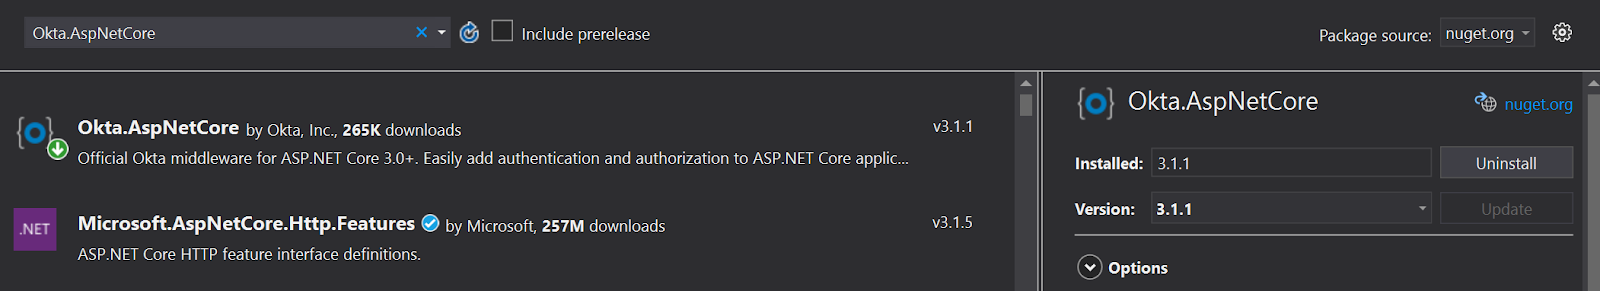 Okta.AspNetCore
Include prerelease
Package source: nuget.org
Okta.AspNetCore by Okta, Inc., 265K downloads v3.1.1
Official Okta middleware for ASP.NET Core 3.0+. Easily add authentication and authorization to ASP.NET Core applic...
.NET
Microsoft.AspNetCore.Http.Features by Microsoft, 257M downloads v3.1.5
ASP.NET Core HTTP feature interface definitions.
Okta.AspNetCore nuget.org
Installed: 3.1.1 Uninstall
Version: 3.1.1 Update
Options